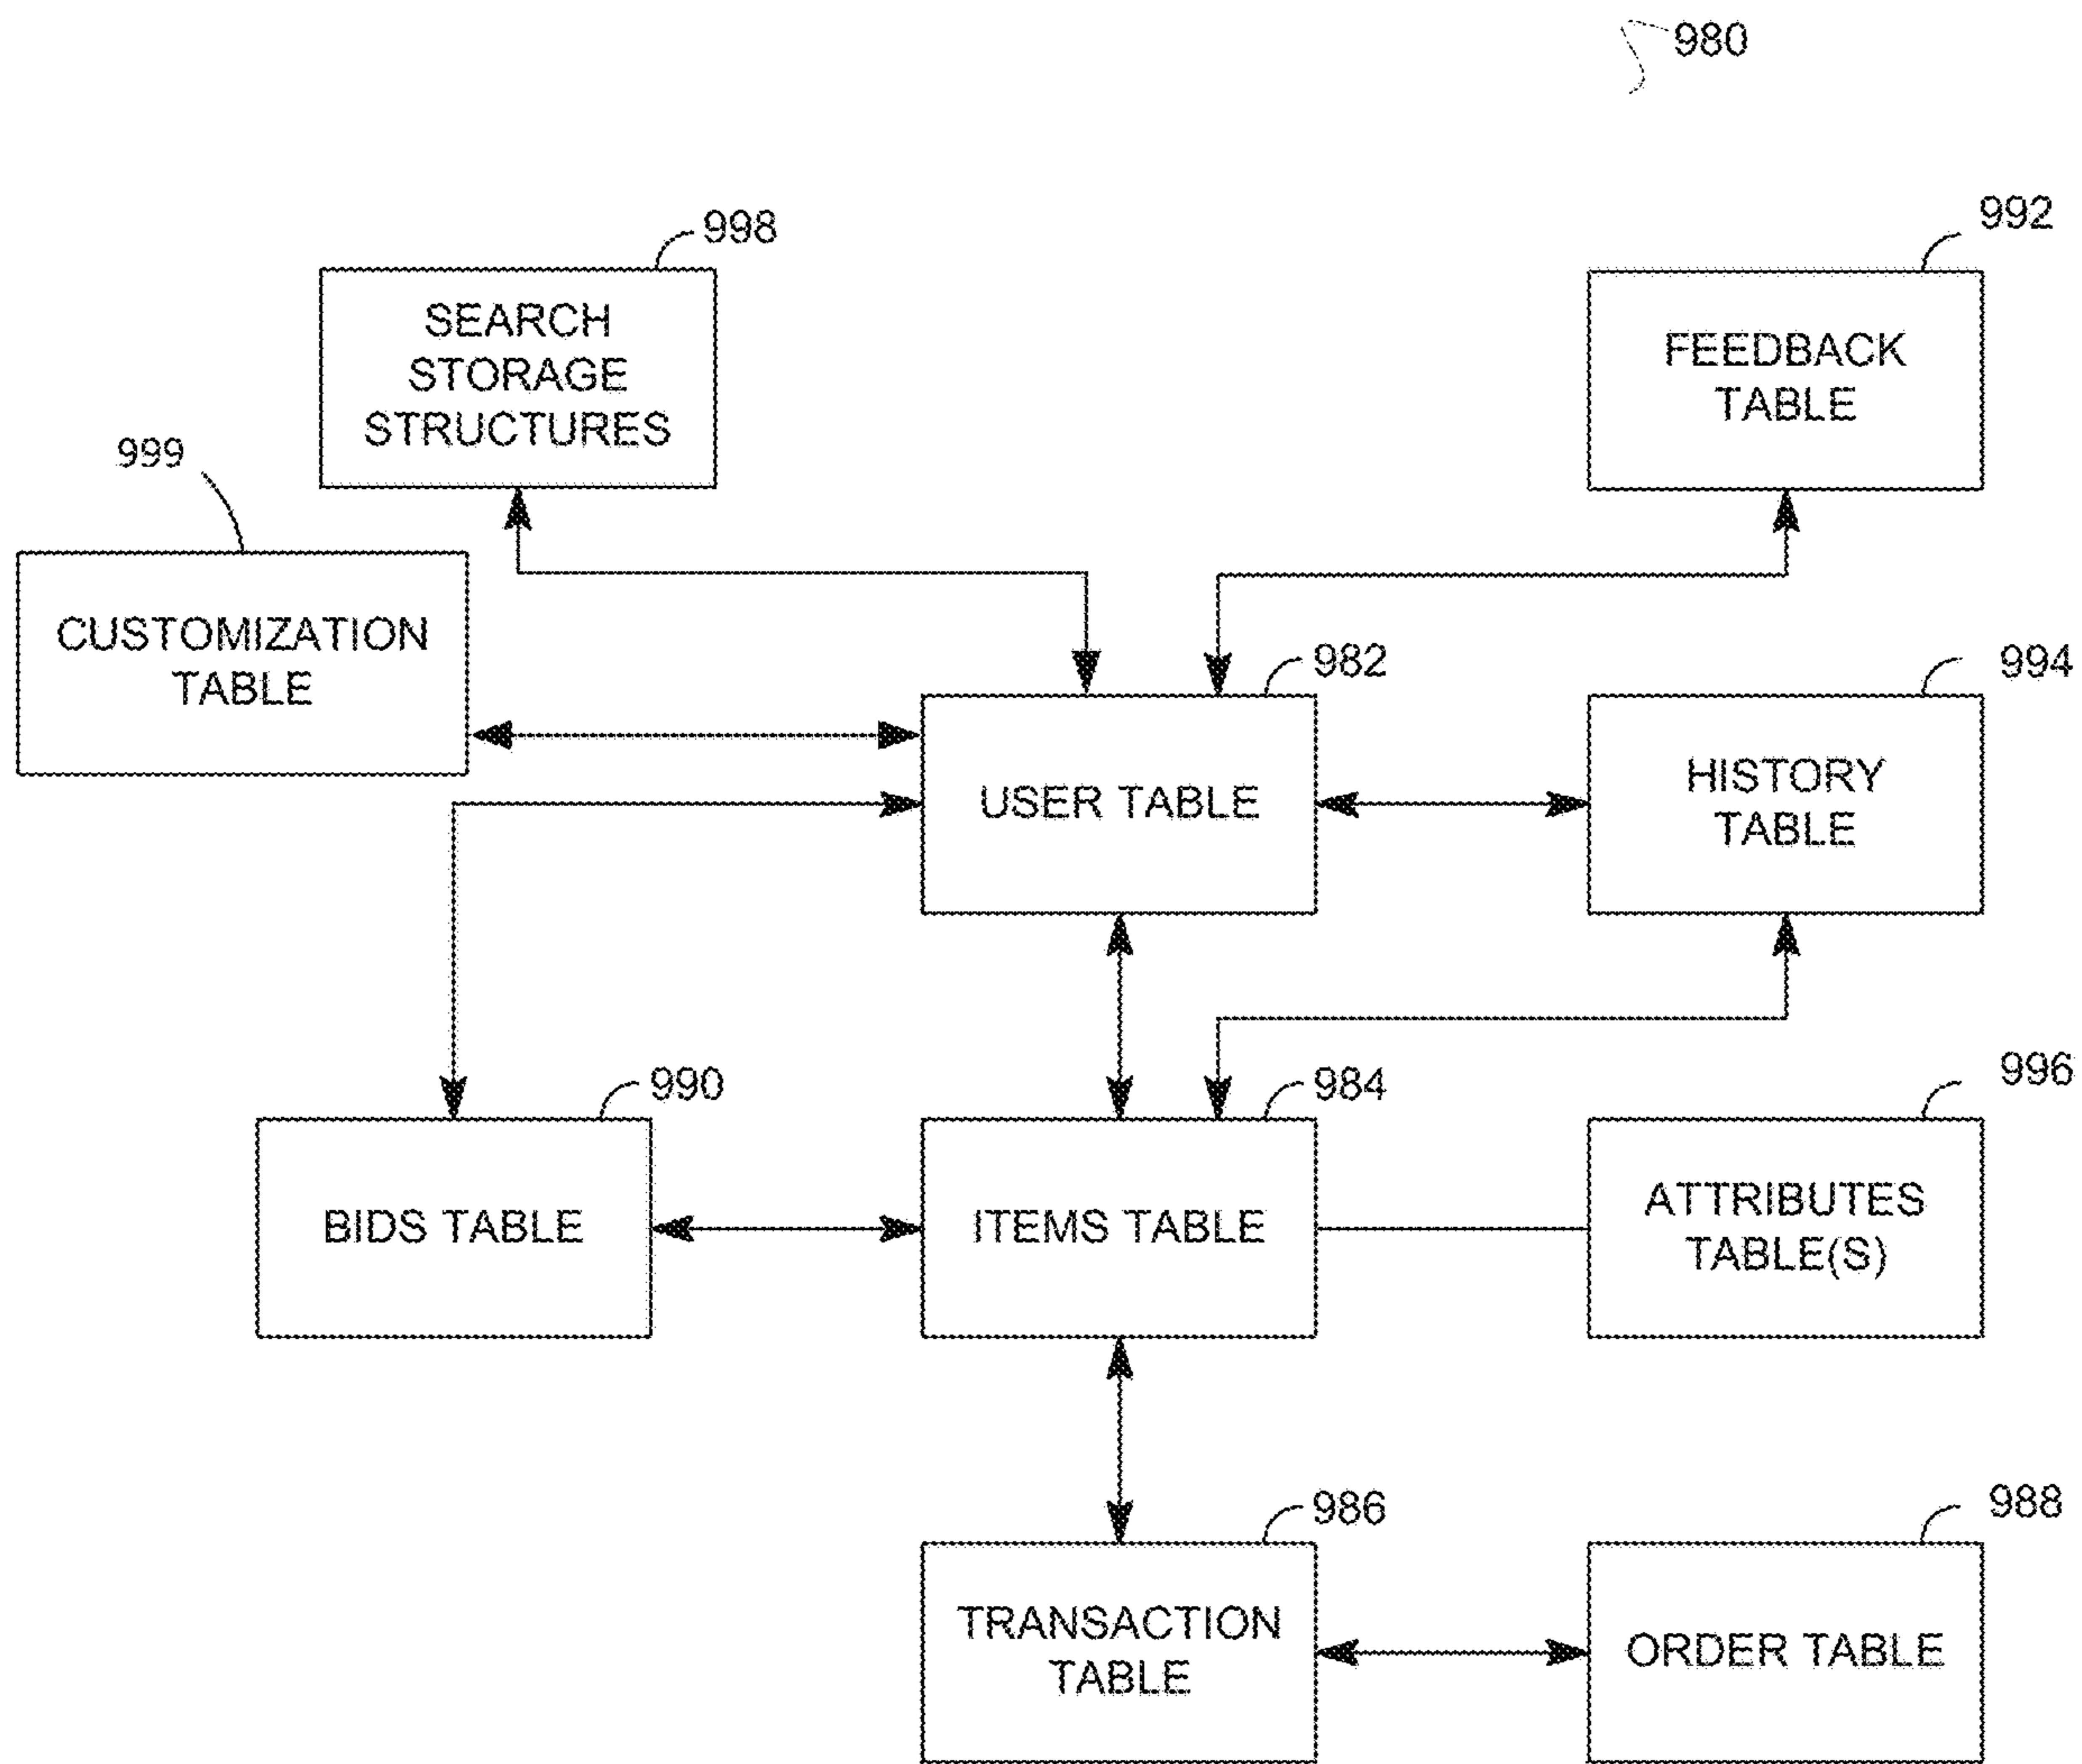 980
998
992
SEARCH
STORAGE
STRUCTURES
FEEDBACK
TABLE
999
CUSTOMIZATION
TABLE
982
994
USER TABLE
HISTORY
TABLE
990
984
996
BIDS TABLE
ITEMS TABLE
ATTRIBUTES
TABLE(S)
986
988
TRANSACTION
TABLE
ORDER TABLE